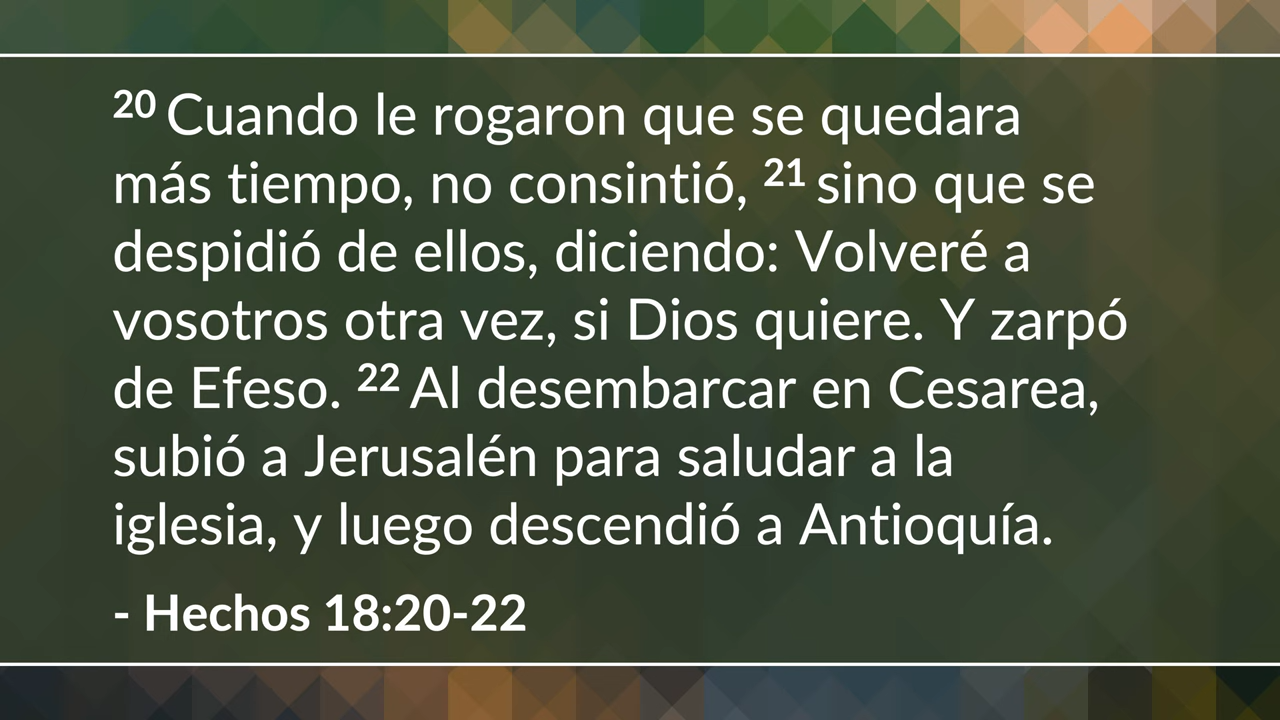 20 Cuando le rogaron que se quedara
más tiempo, no consintió, 21 sino que se
despidió de ellos, diciendo: Volveré a
vosotros otra vez, si Dios quiere. Y zarpó
de Efeso. 22 Al desembarcar en Cesarea,
subió a Jerusalén para saludar a la
iglesia, y luego descendió a Antioquía.
- Hechos 18:20-22